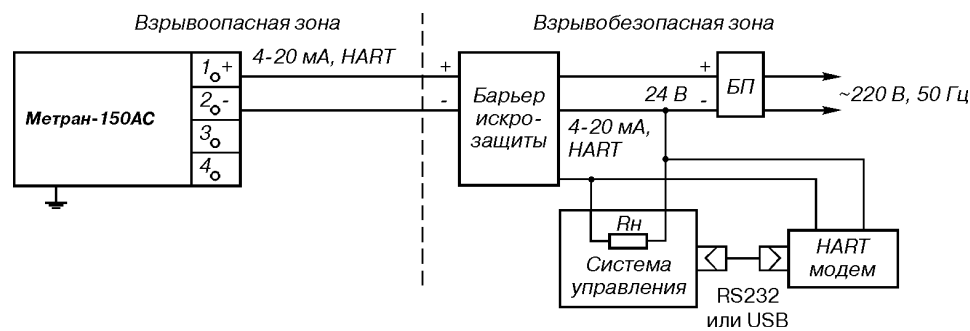 Взрывоопасная зона
Взрывобезопасная зона
1 +
4-20 мА, HART
+
+
2 -
-
24 В
-
БП
~220 В, 50 Гц
Метран-150АС
Барьер
искро-
защиты
3
4-20 мА,
HART
4
Rн
Система
управления
HART
модем
RS232
или USB